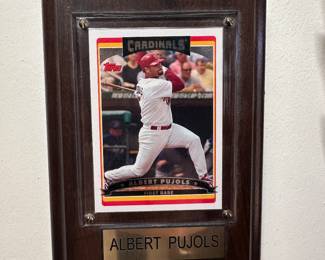 CARDINALS
Topps
ALBERT PUJOLS
FIRST BASE
ALBERT PUJOLS